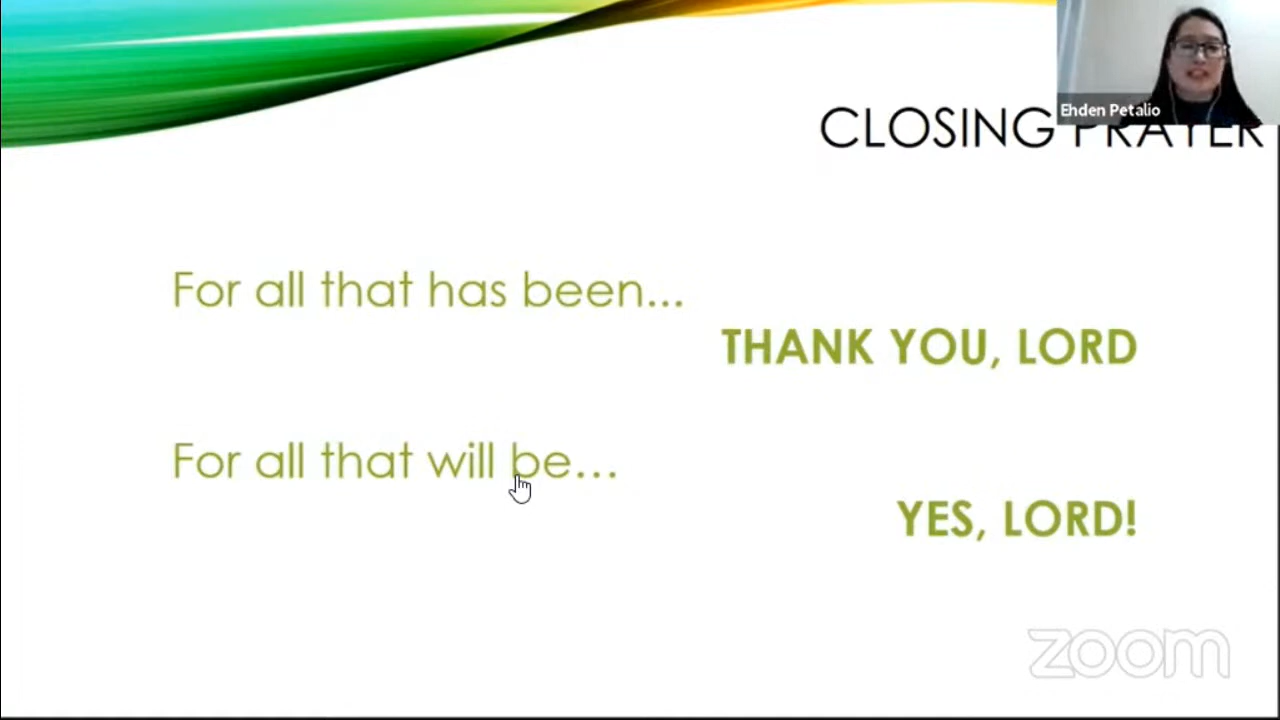 Ehden Petalio
CLOSING PRAYER
For all that has been...
THANK YOU, LORD
For all that will be...
YES, LORD!
zoom